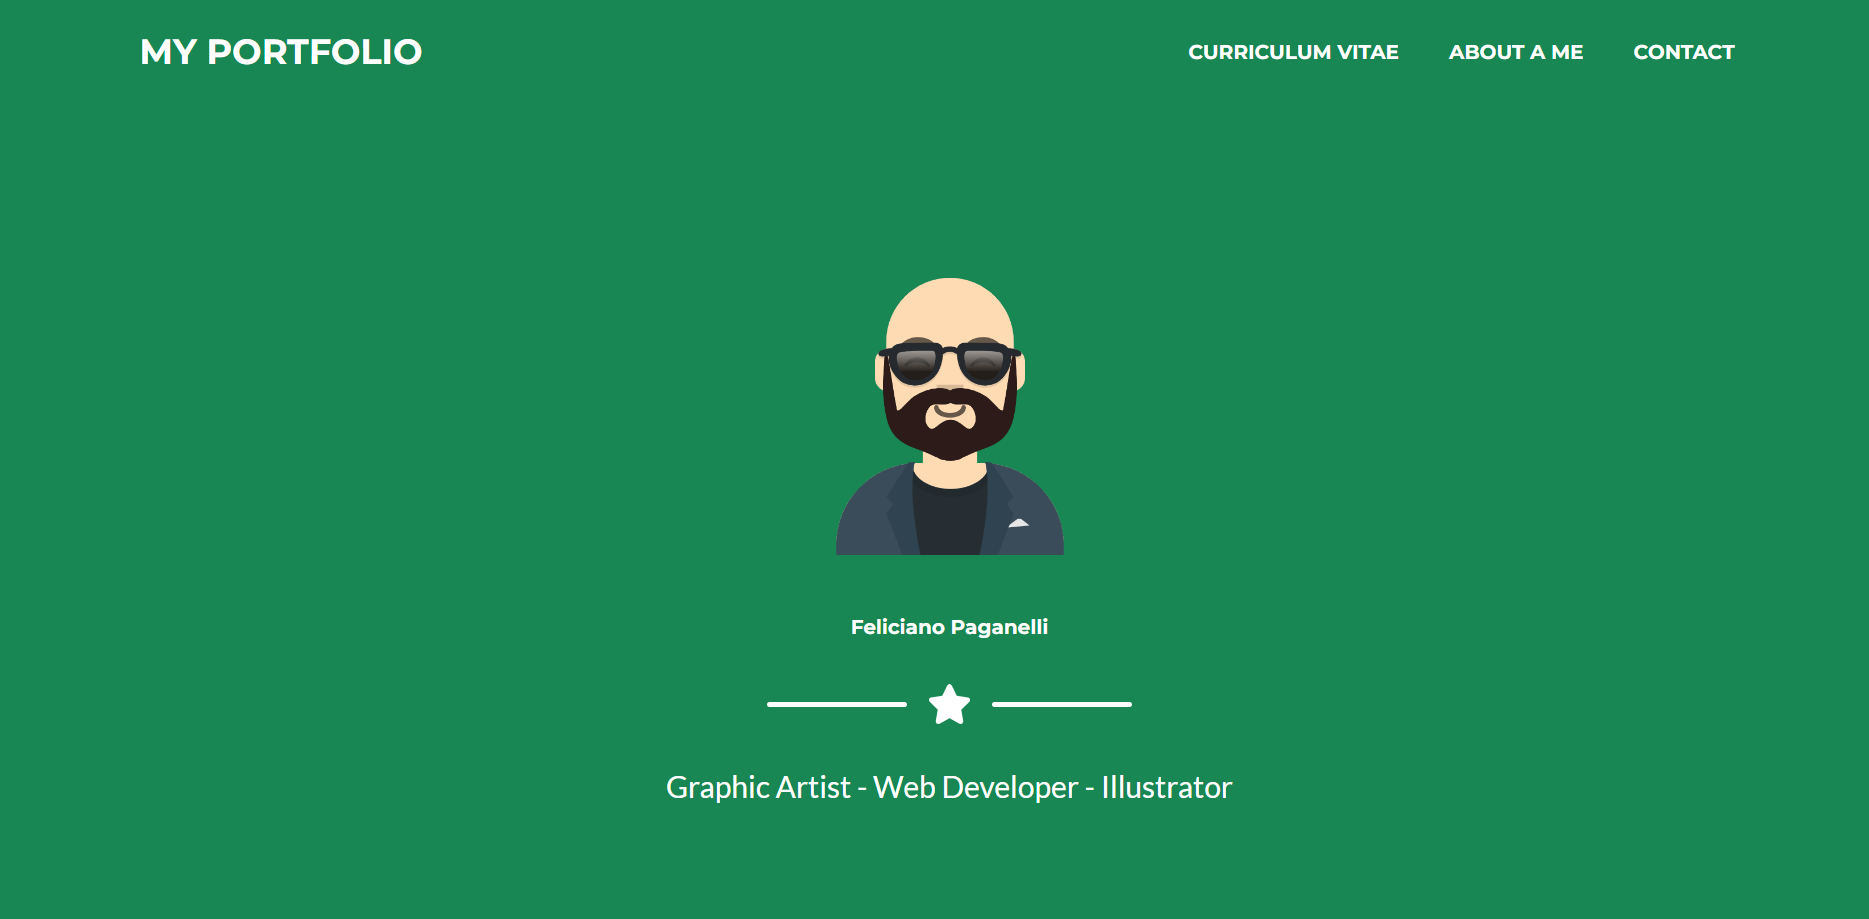 MY PORTFOLIO
CURRICULUM VITAE
ABOUT A ME
CONTACT
Feliciano Paganelli
Graphic Artist - Web Developer - Illustrator